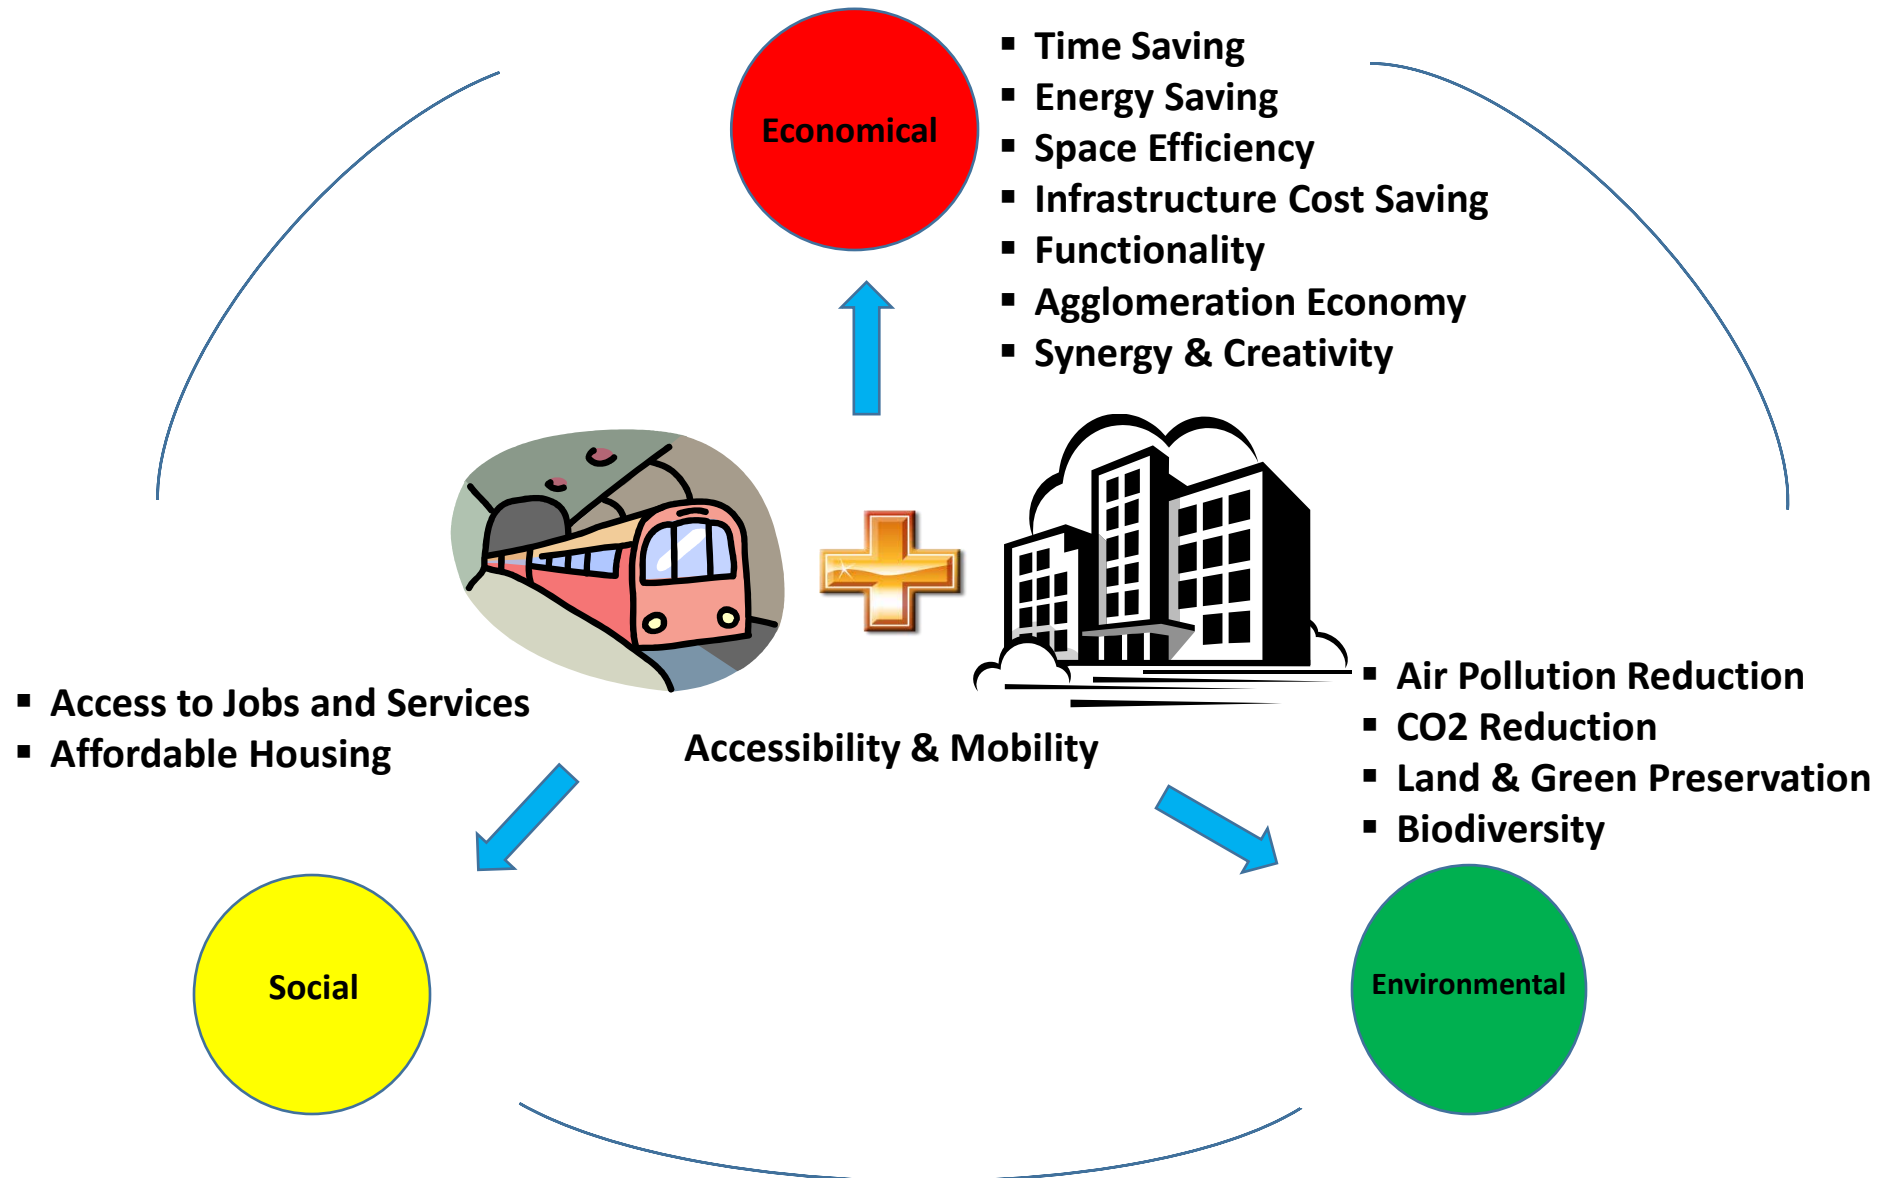 Economical
▪ Time Saving
▪ Energy Saving
▪ Space Efficiency
▪ Infrastructure Cost Saving
▪ Functionality
▪ Agglomeration Economy
▪ Synergy & Creativity
▪ Access to Jobs and Services
▪ Affordable Housing
Accessibility & Mobility
▪ Air Pollution Reduction
▪ CO2 Reduction
▪ Land & Green Preservation
▪ Biodiversity
Social
Environmental